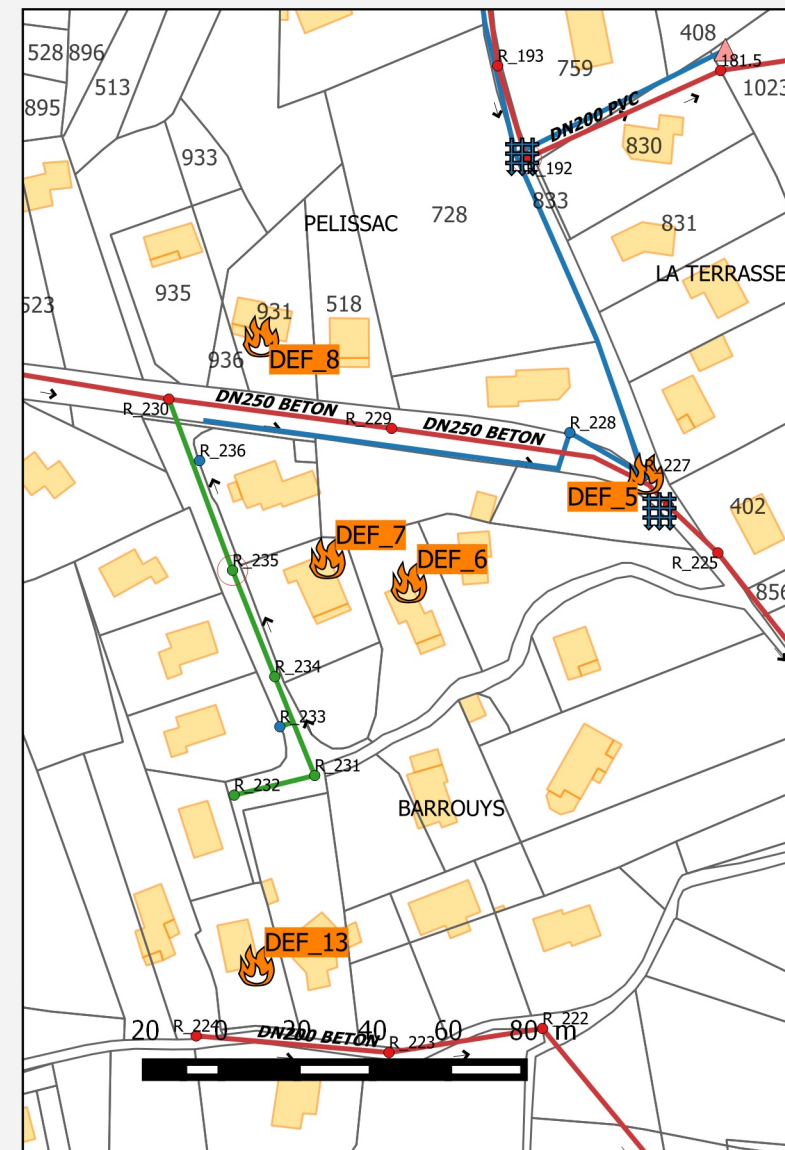 408
R_193
528 896
759
181.5
1023
513
895
DN200 PVC
830
933
R_192
833
728
831
PELISSAC
LA TERRASSE
935
523
931
518
936
DEF_8
R_230
DN250 BETON
R_229
DN250 BETON
R_228
R_236
R_227
DEF_5
402
DEF_7
R_225
DEF_6
R_235
856
R_234
R_233
R_231
R_232
BARROUYS
DEF_13
20 0 20 40 60 80 m
R_224
DN200 BETON
R_223
R_222